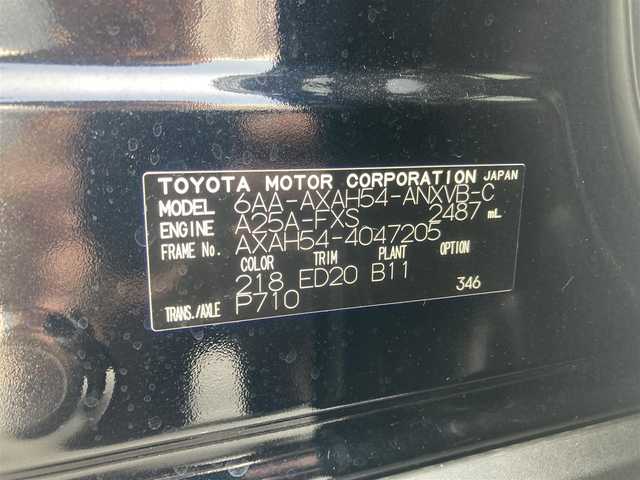 TOYOTA MOTOR CORPORATION JAPAN
MODEL 6AA-AXAH54-ANXVB-C
ENGINE A25A-FXS 2487 mL
FRAME No. AXAH54-4047205
COLOR TRIM PLANT OPTION
218 ED20 B11
TRANS./AXLE P710 346